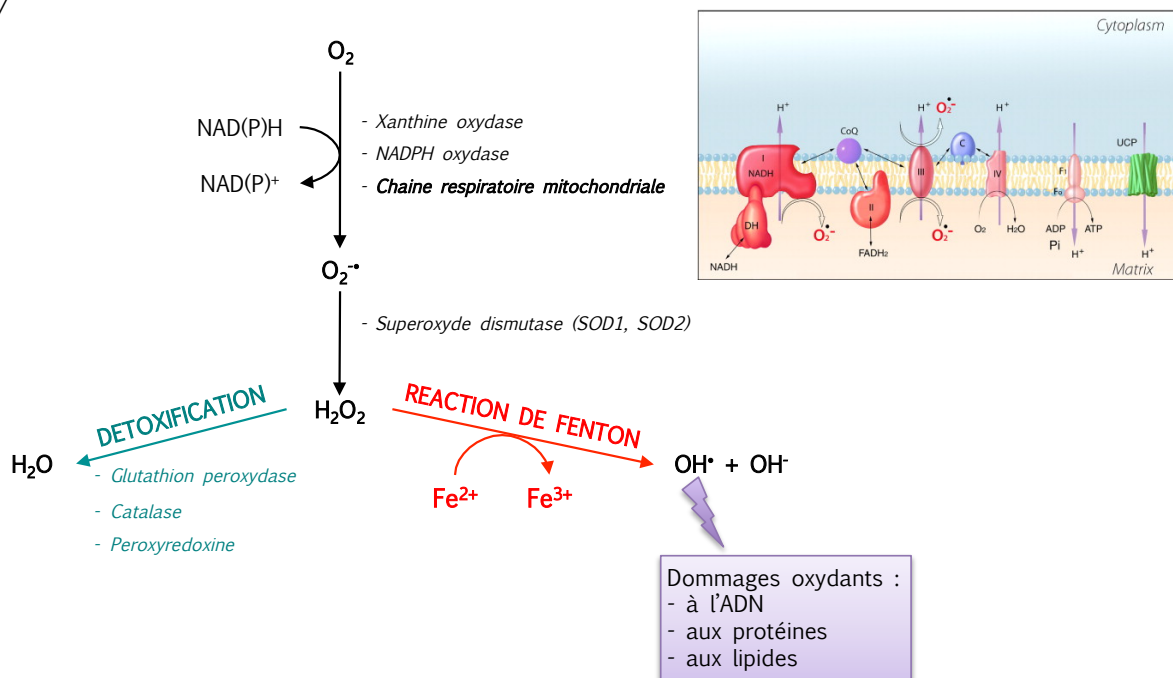 O₂
NAD(P)H
NAD(P)⁺
- Xanthine oxydase
- NADPH oxydase
- Chaine respiratoire mitochondriale
O₂⁻•
- Superoxyde dismutase (SOD1, SOD2)
H₂O₂
DETOXIFICATION
H₂O
- Glutathion peroxydase
- Catalase
- Peroxyredoxine
REACTION DE FENTON
Fe²⁺
Fe³⁺
OH• + OH⁻
Dommages oxydants :
- à l'ADN
- aux protéines
- aux lipides
Cytoplasm
H⁺
H⁺
O₂•⁻
H⁺
UCP
CoQ
C
I
NADH
III
IV
F₁
F₀
II
DH
O₂•⁻
O₂•⁻
O₂
H₂O
ADP
ATP
Pi
NADH
FADH₂
H⁺
H⁺
Matrix